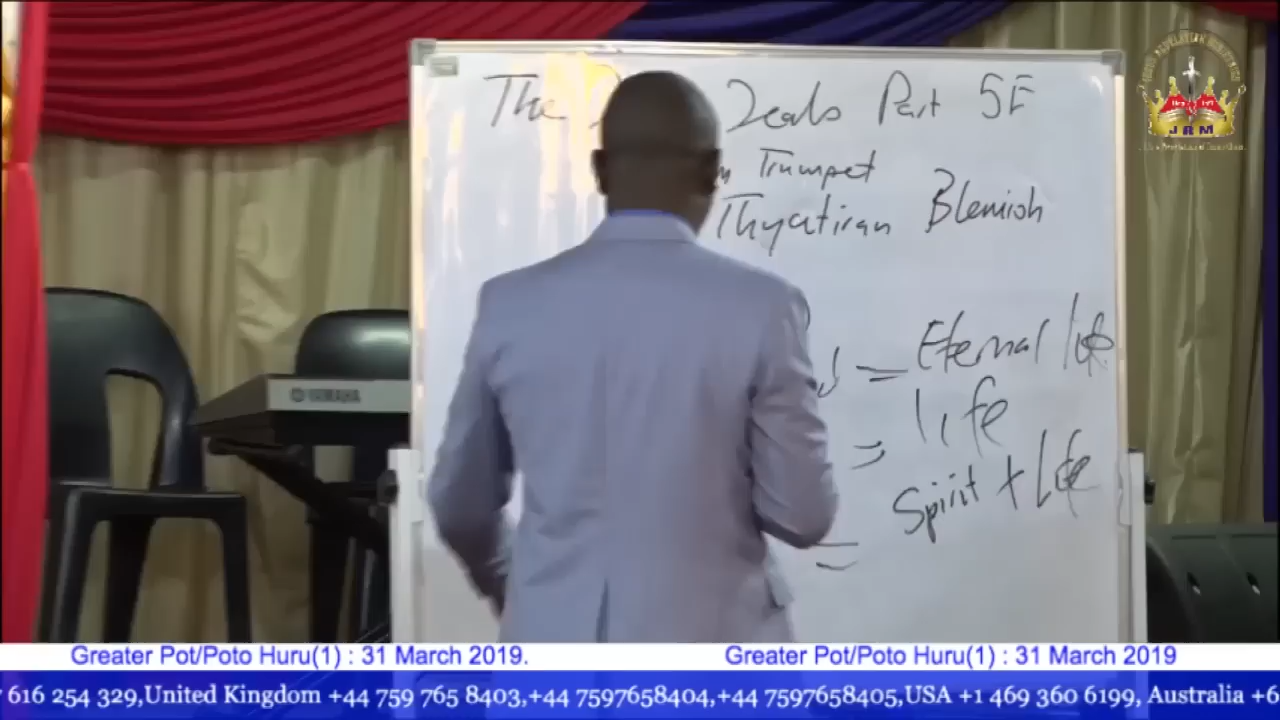 The Seals Part 5F
Trumpet
Thyatiran Blemish
= Eternal life
= life
Spirit + Life
=
YAMAHA
JRM
Greater Pot/Poto Huru(1) : 31 March 2019. Greater Pot/Poto Huru(1) : 31 March 2019
616 254 329,United Kingdom +44 759 765 8403,+44 7597658404,+44 7597658405,USA +1 469 360 6199, Australia +6